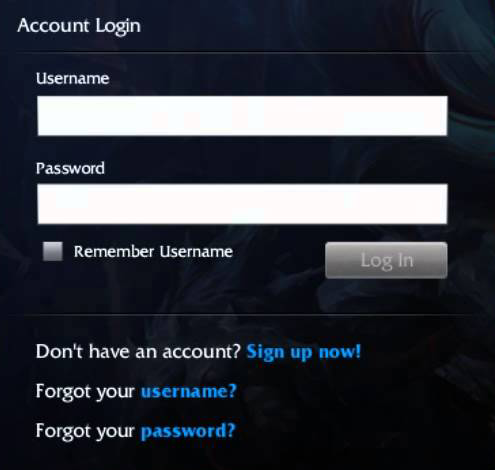 Account Login
Username
Password
Remember Username
Log In
Don't have an account? Sign up now!
Forgot your username?
Forgot your password?